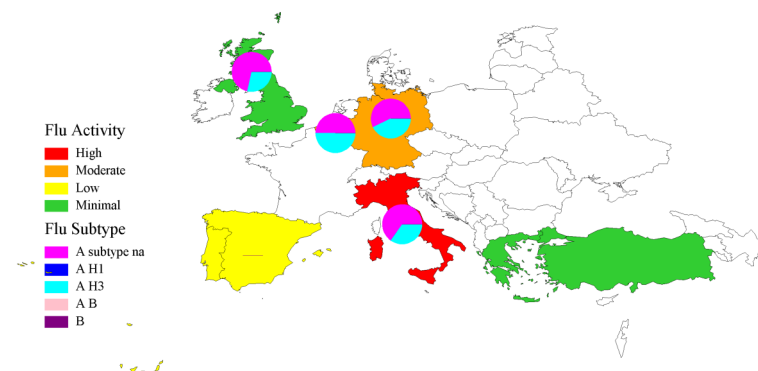 Flu Activity
High
Moderate
Low
Minimal
Flu Subtype
A subtype na
A H1
A H3
A B
B